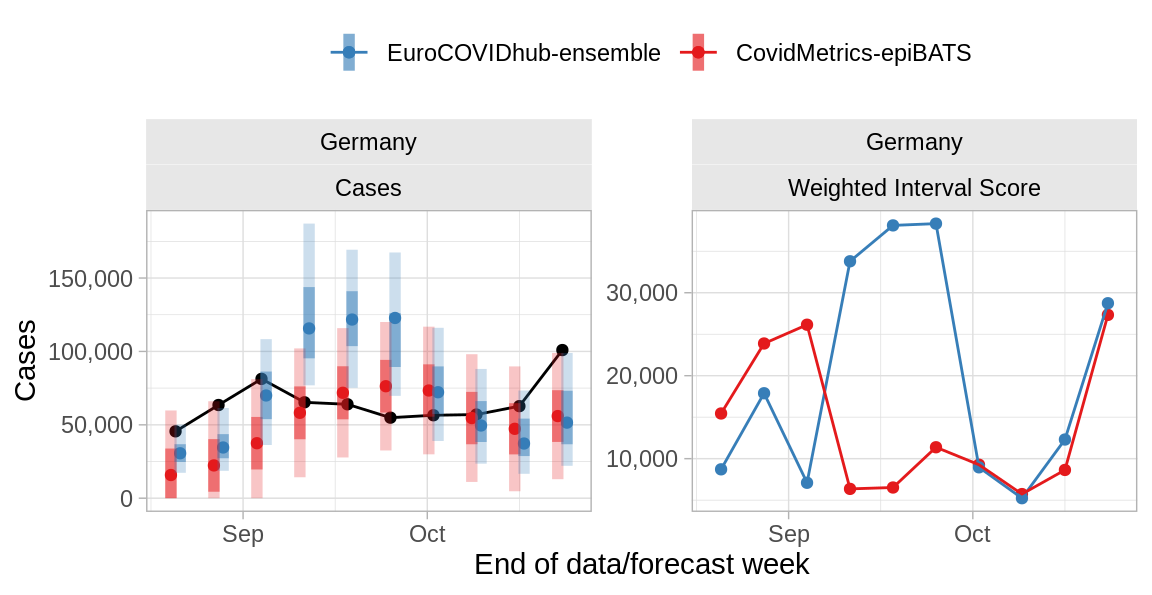 EuroCOVIDhub-ensemble CovidMetrics-epiBATS
Germany
Cases
Cases
150,000
100,000
50,000
0
Sep Oct
Germany
Weighted Interval Score
30,000
20,000
10,000
Sep Oct
End of data/forecast week